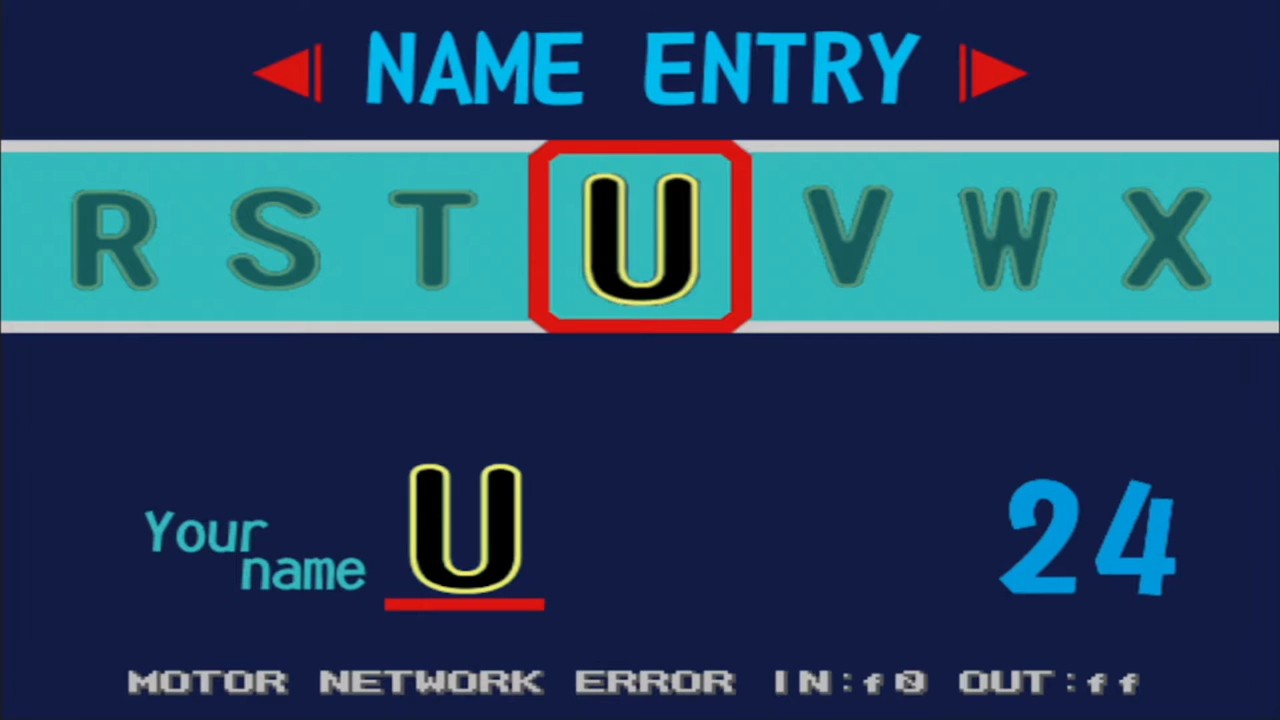 NAME ENTRY
R S T U V W X
Your name U
24
MOTOR NETWORK ERROR IN:f0 OUT:ff